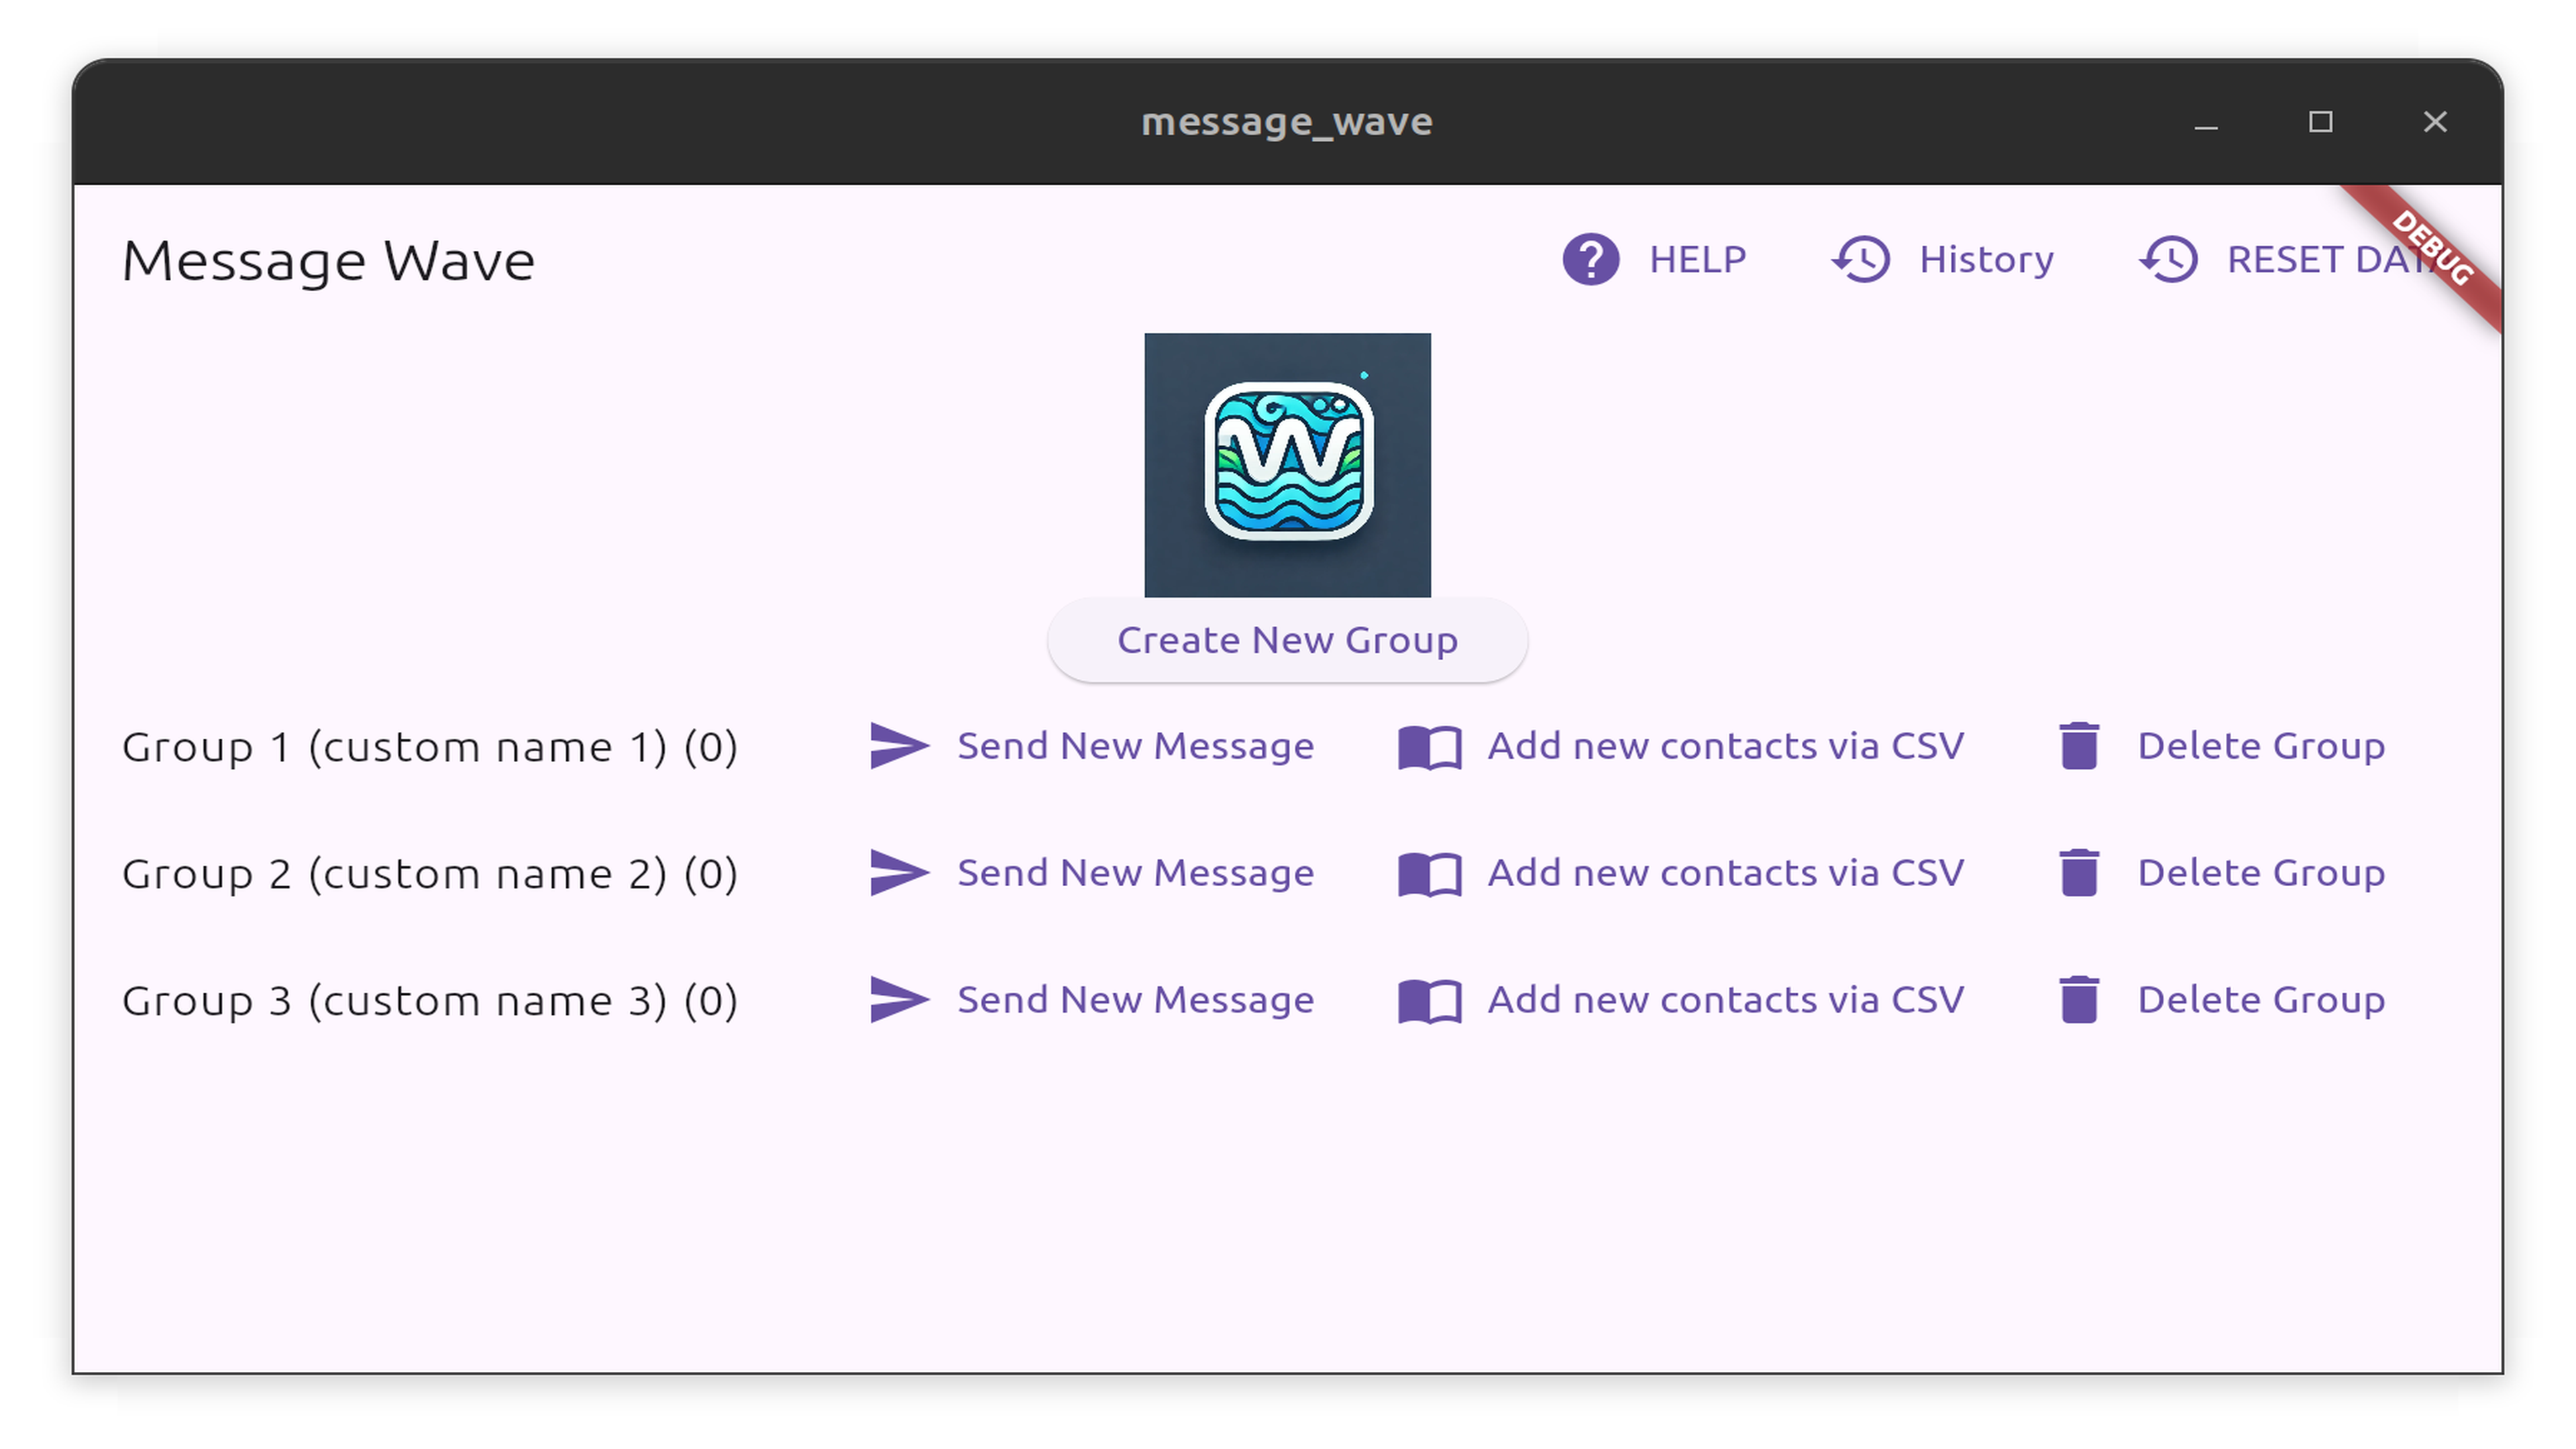 message_wave
Message Wave
HELP
History
RESET DATA
DEBUG
W
Create New Group
Group 1 (custom name 1) (0) Send New Message Add new contacts via CSV Delete Group
Group 2 (custom name 2) (0) Send New Message Add new contacts via CSV Delete Group
Group 3 (custom name 3) (0) Send New Message Add new contacts via CSV Delete Group